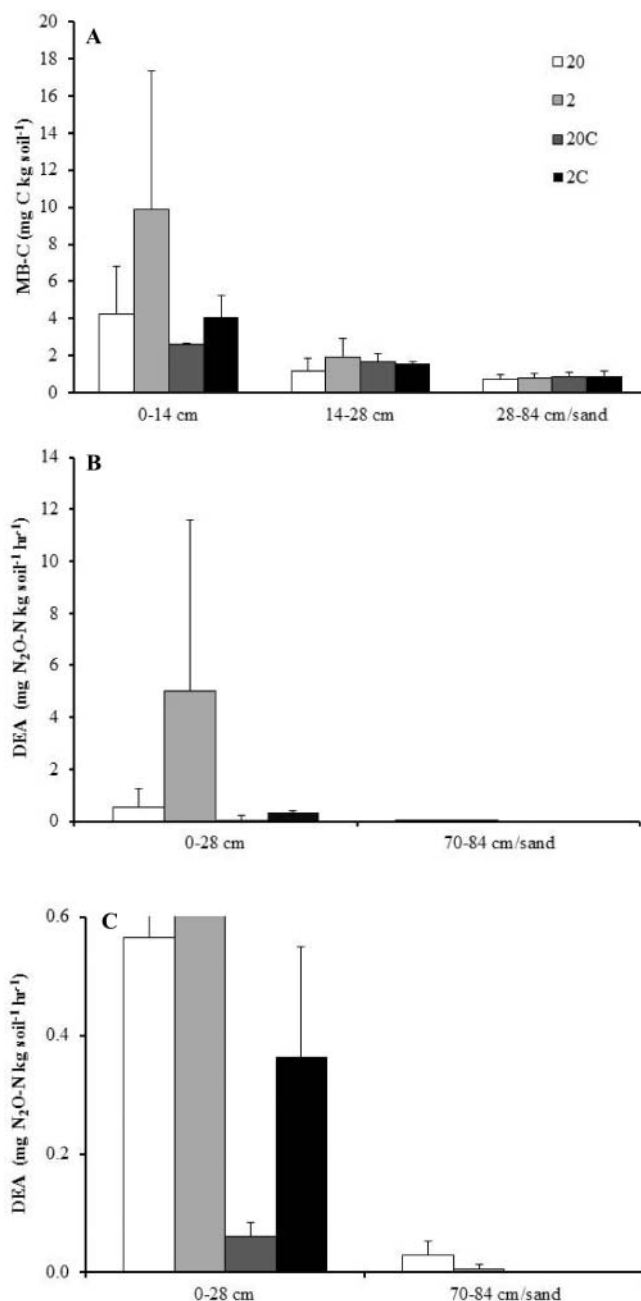 A
20
18
16
14
12
10
8
6
4
2
0
MB-C (mg C kg soil⁻¹)
20
2
20C
2C
0-14 cm 14-28 cm 28-84 cm/sand
B
14
12
10
8
6
4
2
0
DEA (mg N₂O-N kg soil⁻¹ hr⁻¹)
0-28 cm 70-84 cm/sand
C
0.6
0.4
0.2
0.0
DEA (mg N₂O-N kg soil⁻¹ hr⁻¹)
0-28 cm 70-84 cm/sand